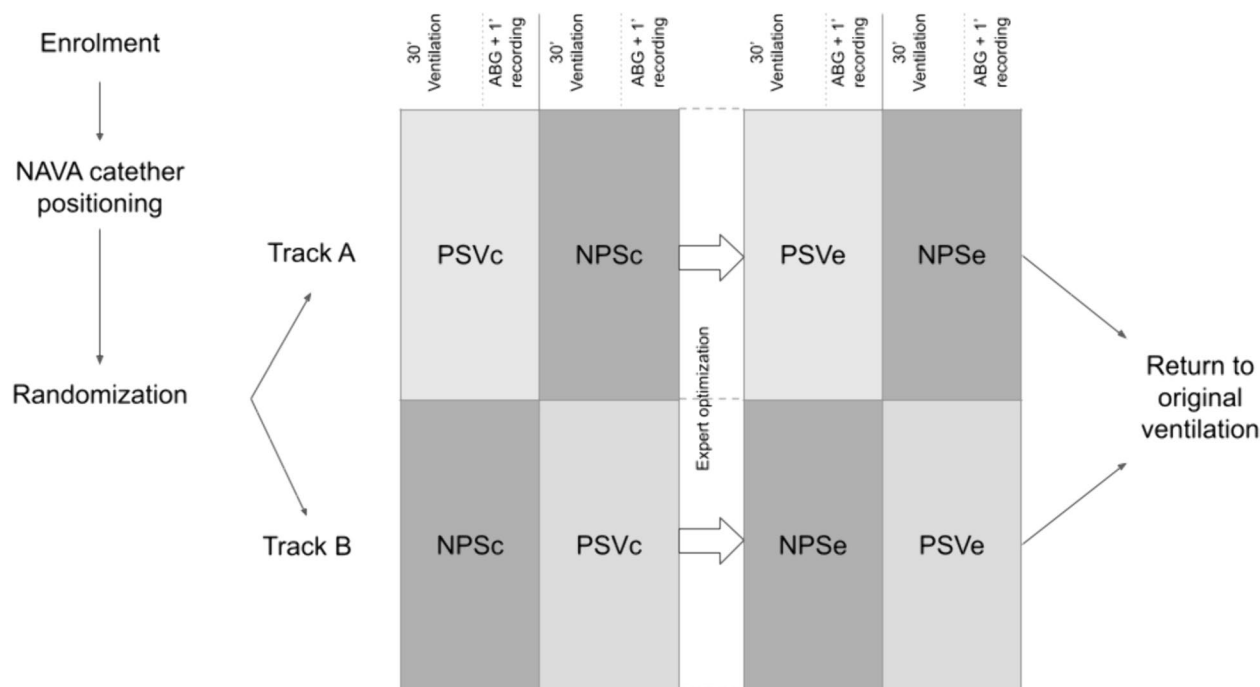 Enrolment
NAVA catether
positioning
Randomization
Track A
Track B
30'
Ventilation
ABG + 1'
recording
30'
Ventilation
ABG + 1'
recording
30'
Ventilation
ABG + 1'
recording
30'
Ventilation
ABG + 1'
recording
PSVc
NPSc
PSVe
NPSe
Expert optimization
NPSc
PSVc
NPSe
PSVe
Return to
original
ventilation